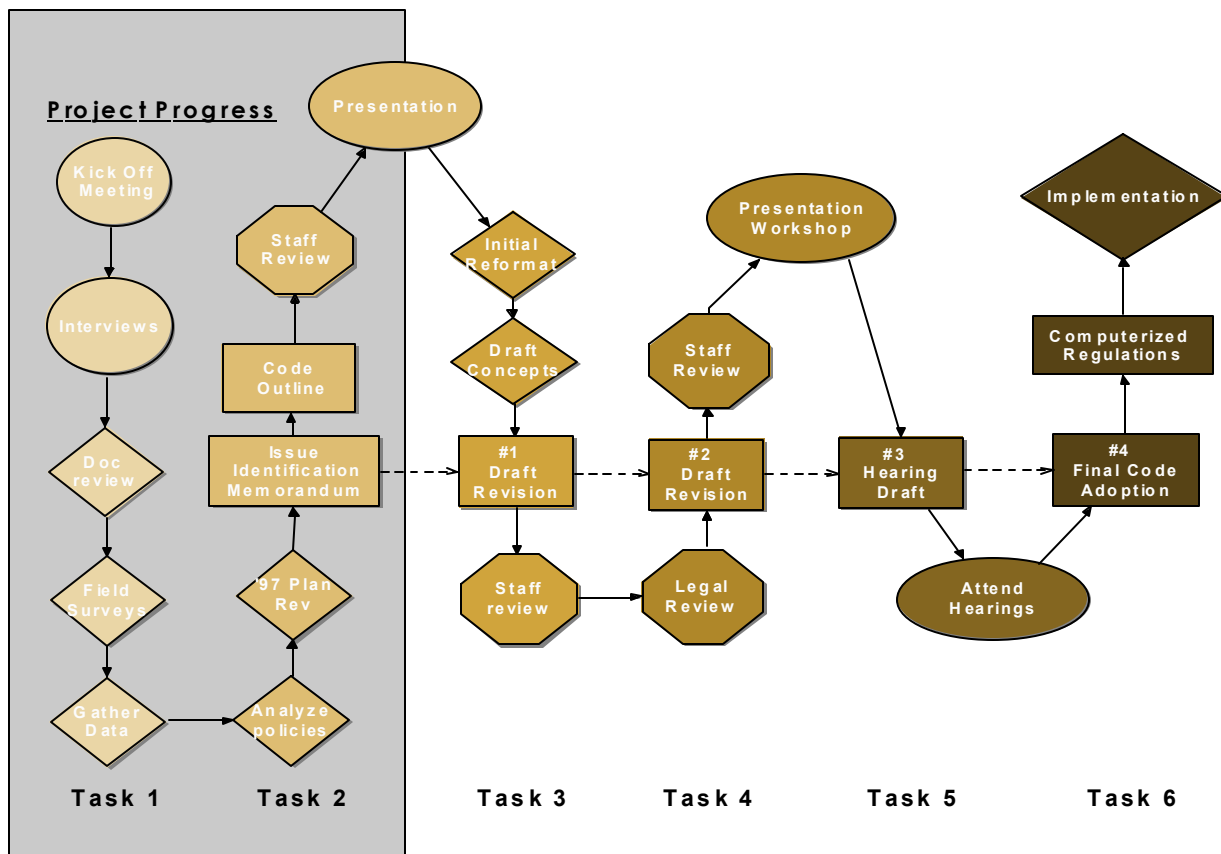 Project Progress
Kick Off
Meeting
Interviews
Doc
review
Field
Surveys
Gather
Data
Task 1
Analyze
policies
'97 Plan
Rev
Issue
Identification
Memorandum
Code
Outline
Staff
Review
Presentation
Task 2
Initial
Reformat
Draft
Concepts
#1
Draft
Revision
Staff
review
Task 3
Legal
Review
#2
Draft
Revision
Staff
Review
Presentation
Workshop
Task 4
#3
Hearing
Draft
Attend
Hearings
Task 5
#4
Final Code
Adoption
Computerized
Regulations
Implementation
Task 6